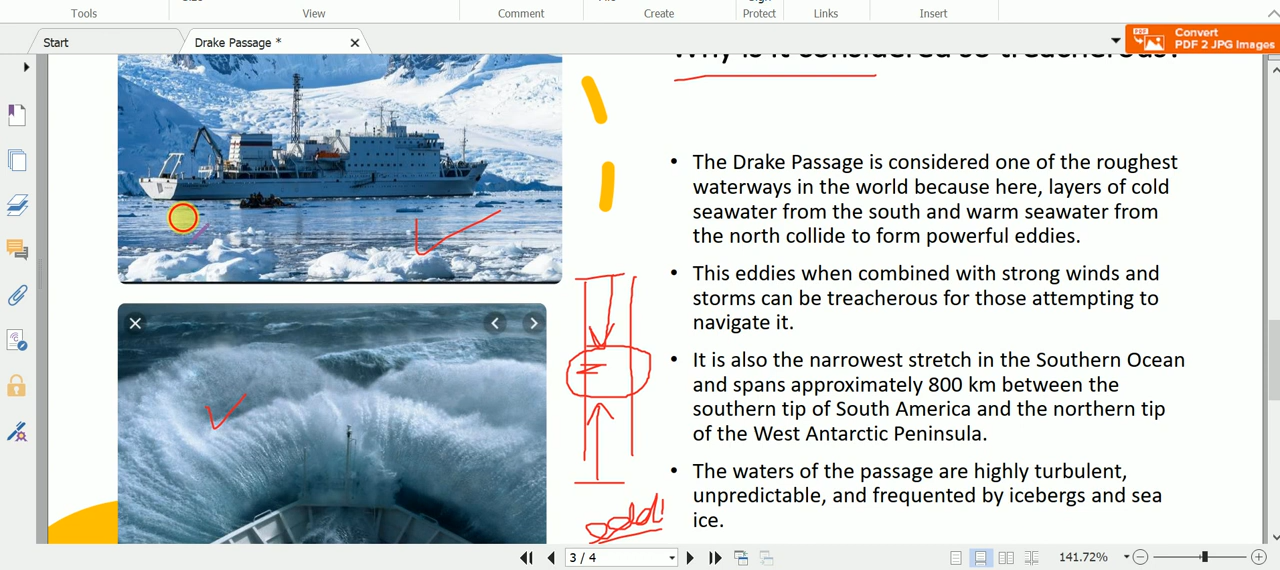 Tools
View
Comment
Create
Protect
Links
Insert
Start
Drake Passage *
Convert
PDF 2 JPG Images
Why is it considered so treacherous?
• The Drake Passage is considered one of the roughest
waterways in the world because here, layers of cold
seawater from the south and warm seawater from
the north collide to form powerful eddies.
• This eddies when combined with strong winds and
storms can be treacherous for those attempting to
navigate it.
• It is also the narrowest stretch in the Southern Ocean
and spans approximately 800 km between the
southern tip of South America and the northern tip
of the West Antarctic Peninsula.
• The waters of the passage are highly turbulent,
unpredictable, and frequented by icebergs and sea
ice.
3 / 4
141.72%